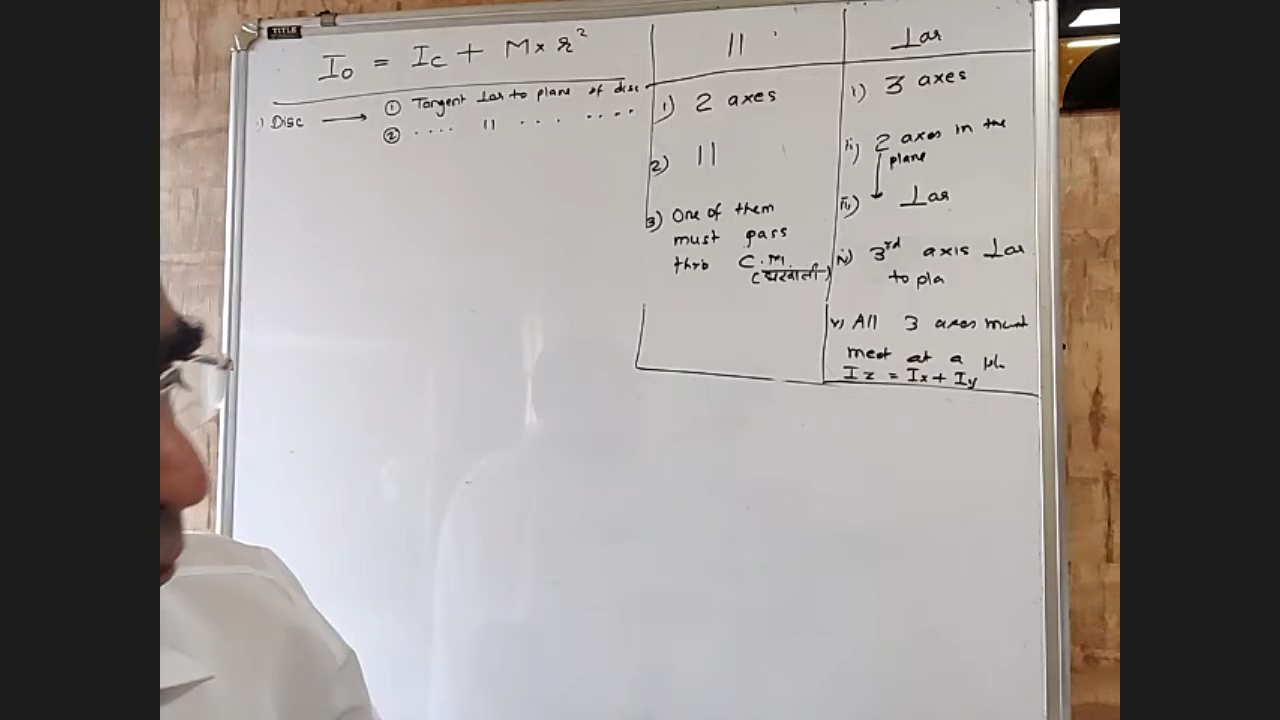 TITLE
I₀ = I_C + M × r²
1) Disc → ① Tangent ⊥ar to plane of disc
② .... || .... ....
||
1) 2 axes
2) ||
3) One of them
must pass
thro C.M.
(घरवाली)
⊥ar
i) 3 axes
ii) 2 axes in the
plane
iii) ⊥ar
iv) 3rd axis ⊥ar
to pla
v) All 3 axes must
meet at a pt.
Iz = Ix + Iy